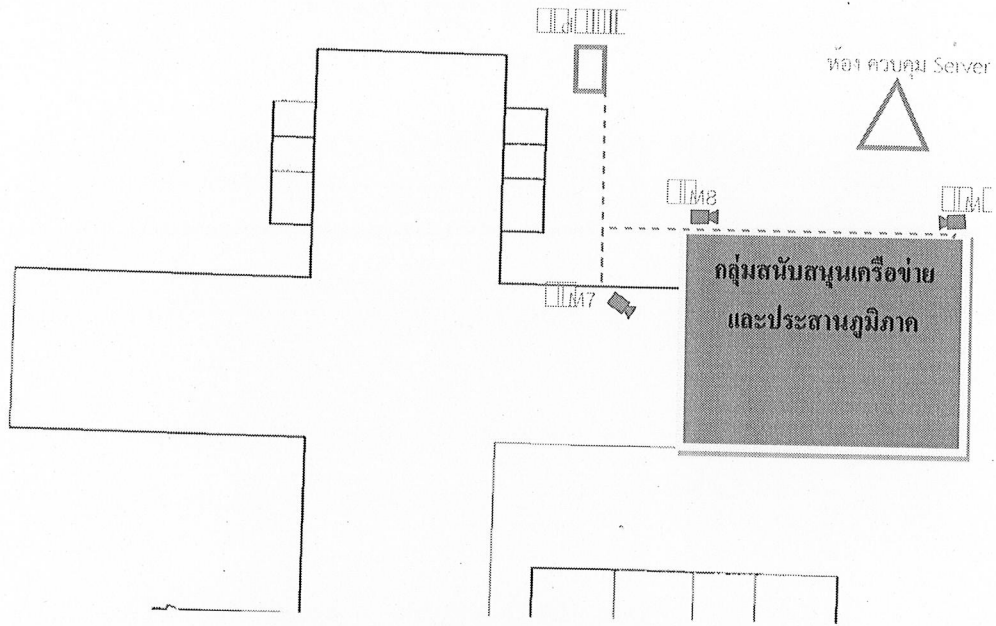 ห้อง ควบคุม Server
M8
กลุ่มสนับสนุนเครือข่าย
และประสานภูมิภาค
M7